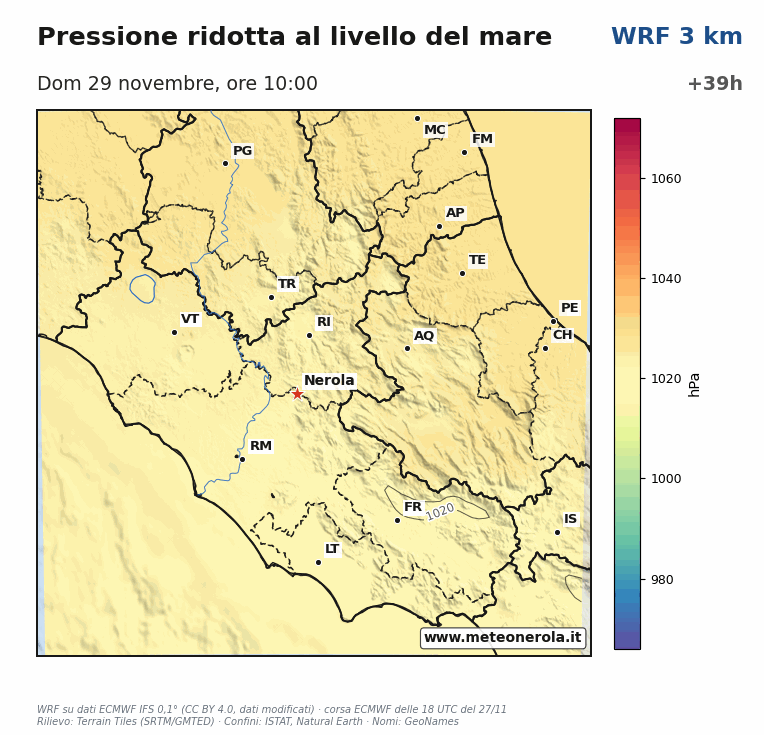 Pressione ridotta al livello del mare
WRF 3 km
Dom 29 novembre, ore 10:00
+39h
MC
FM
PG
AP
TE
TR
PE
VT
RI
AQ
CH
Nerola
RM
FR
1020
IS
LT
www.meteonerola.it
1060
1040
1020
1000
980
hPa
WRF su dati ECMWF IFS 0,1° (CC BY 4.0, dati modificati) · corsa ECMWF delle 18 UTC del 27/11
Rilievo: Terrain Tiles (SRTM/GMTED) · Confini: ISTAT, Natural Earth · Nomi: GeoNames